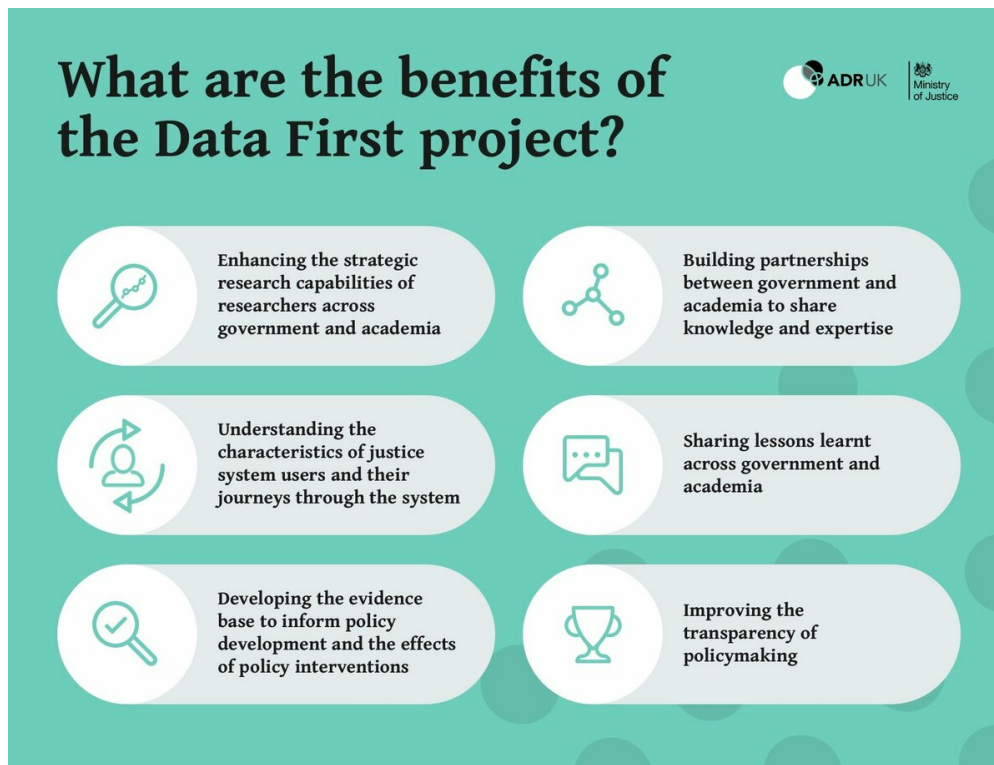 What are the benefits of
the Data First project?
ADR UK
Ministry
of Justice
Enhancing the strategic
research capabilities of
researchers across
government and academia
Building partnerships
between government and
academia to share
knowledge and expertise
Understanding the
characteristics of justice
system users and their
journeys through the system
Sharing lessons learnt
across government and
academia
Developing the evidence
base to inform policy
development and the effects
of policy interventions
Improving the
transparency of
policymaking